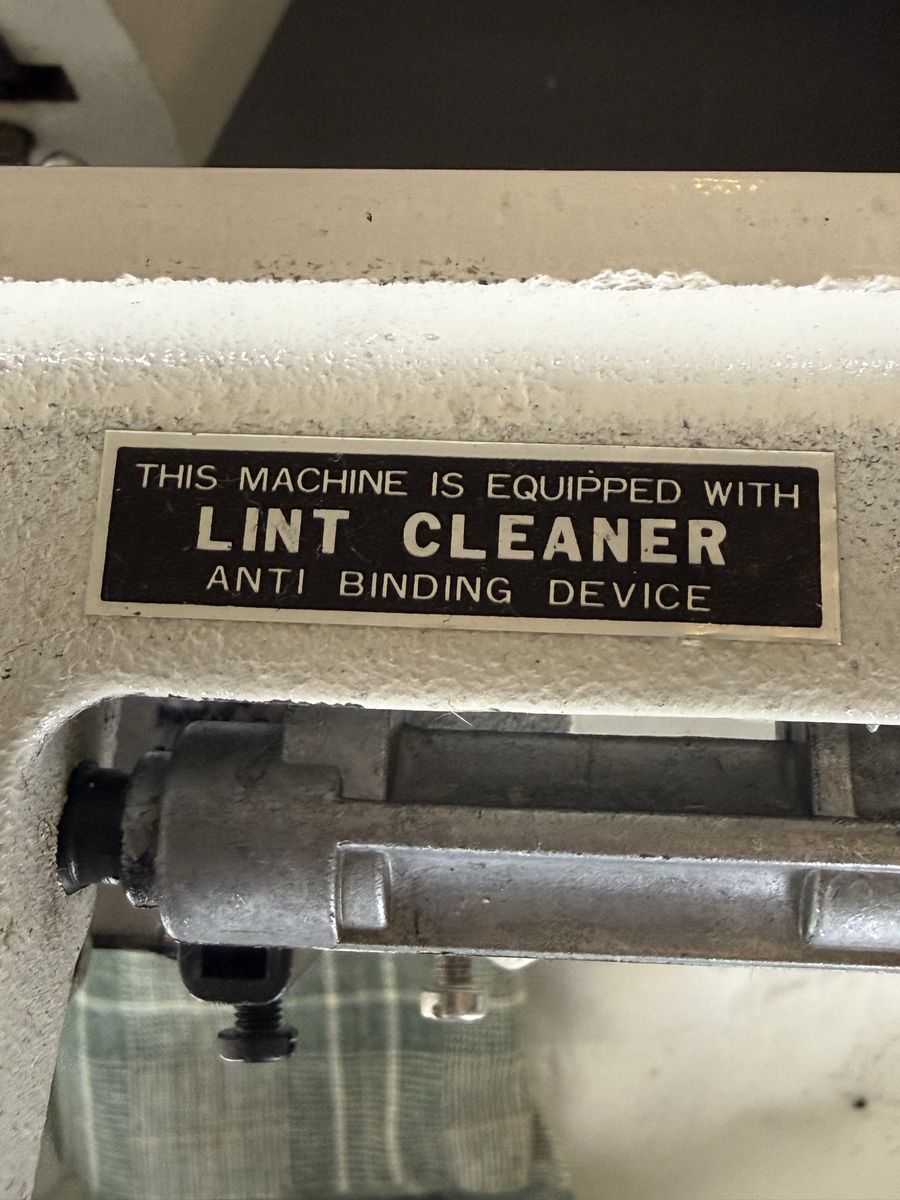 THIS MACHINE IS EQUIPPED WITH
LINT CLEANER
ANTI BINDING DEVICE